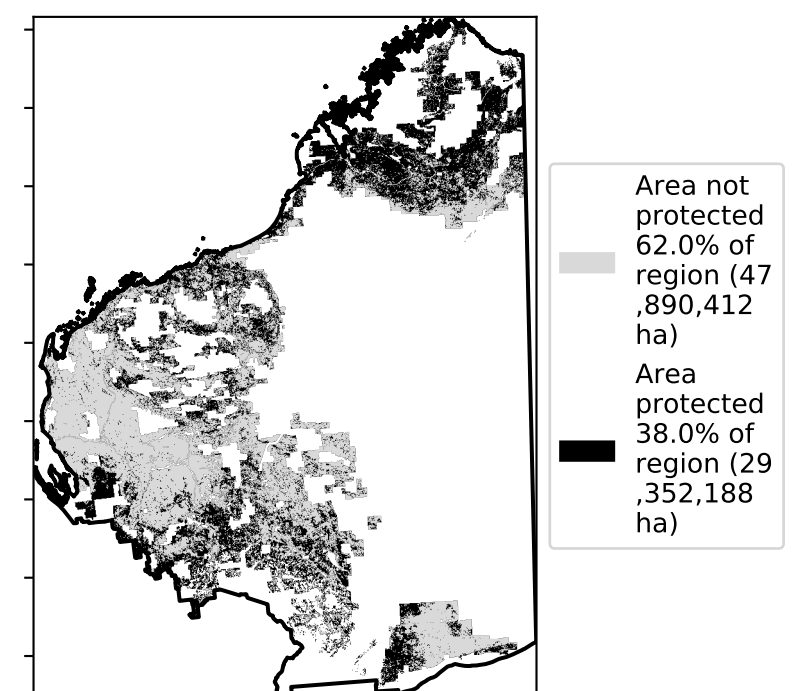 Area not
protected
62.0% of
region (47
,890,412
ha)
Area
protected
38.0% of
region (29
,352,188
ha)